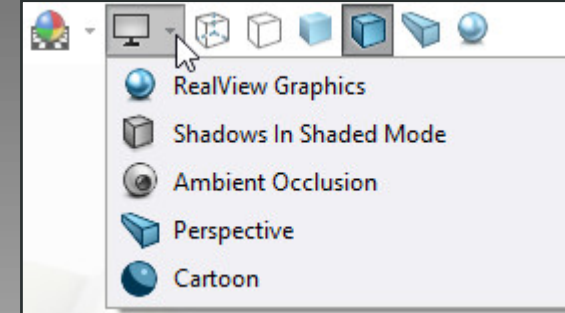 RealView Graphics
Shadows In Shaded Mode
Ambient Occlusion
Perspective
Cartoon